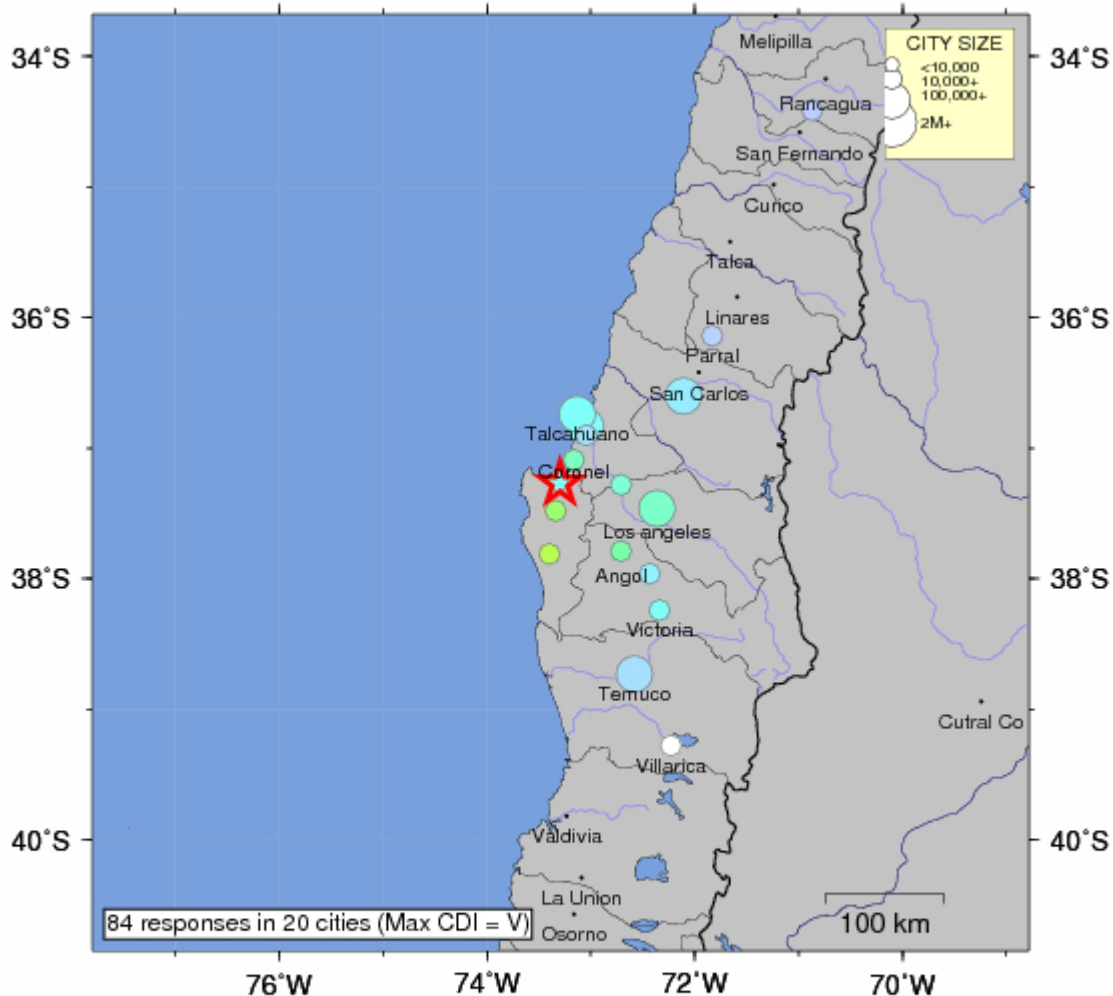 34°S
Melipilla
CITY SIZE
<10,000
10,000+
100,000+
2M+
34°S
Rancagua
San Fernando
Curico
Talca
36°S
Linares
36°S
Parral
San Carlos
Talcahuano
Coronel
Los angeles
38°S
Angol
38°S
Victoria
Temuco
Cutral Co
Villarica
40°S
Valdivia
40°S
La Union
100 km
84 responses in 20 cities (Max CDI = V)
Osorno
76°W
74°W
72°W
70°W